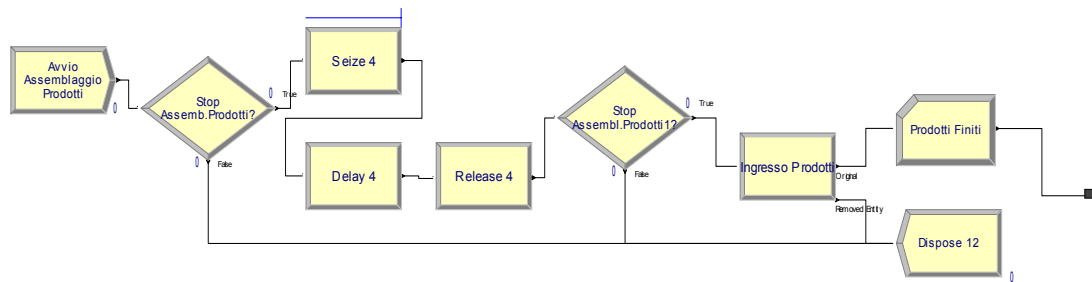 Avvio
Assemblaggio
Prodotti
0
Stop
Assemb.Prodotti?
0
True
0
False
Seize 4
Delay 4
Release 4
Stop
Assembl.Prodotti1?
0
True
0
False
Ingresso Prodotti
Original
Removed Entity
Prodotti Finiti
Dispose 12
0